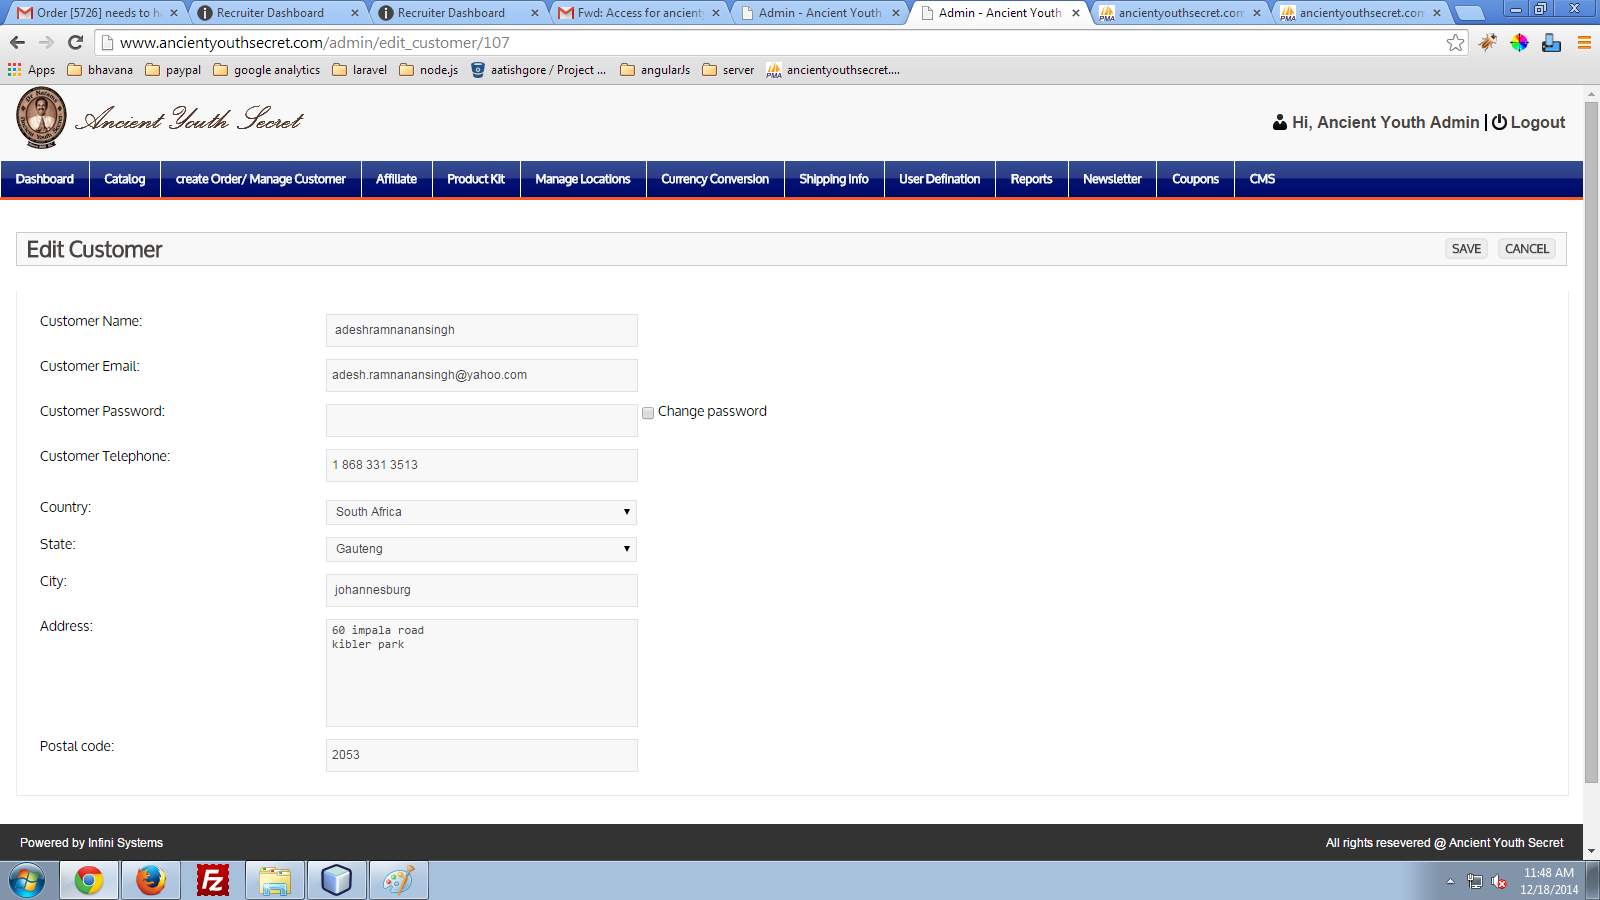 Order [5726] needs to h
Recruiter Dashboard
Recruiter Dashboard
Fwd: Access for ancient
Admin - Ancient Youth
Admin - Ancient Youth
ancientyouthsecret.com
ancientyouthsecret.com
www.ancientyouthsecret.com/admin/edit_customer/107
Apps
bhavana
paypal
google analytics
laravel
node.js
aatishgore / Project ...
angularJs
server
ancientyouthsecret....
Ancient Youth Secret
Hi, Ancient Youth Admin | Logout
Dashboard
Catalog
create Order/ Manage Customer
Affiliate
Product Kit
Manage Locations
Currency Conversion
Shipping Info
User Defination
Reports
Newsletter
Coupons
CMS
Edit Customer
SAVE
CANCEL
Customer Name:
adeshramnanansingh
Customer Email:
adesh.ramnanansingh@yahoo.com
Customer Password:
Change password
Customer Telephone:
1 868 331 3513
Country:
South Africa
State:
Gauteng
City:
johannesburg
Address:
60 impala road
kibler park
Postal code:
2053
Powered by Infini Systems
All rights resevered @ Ancient Youth Secret
11:48 AM
12/18/2014